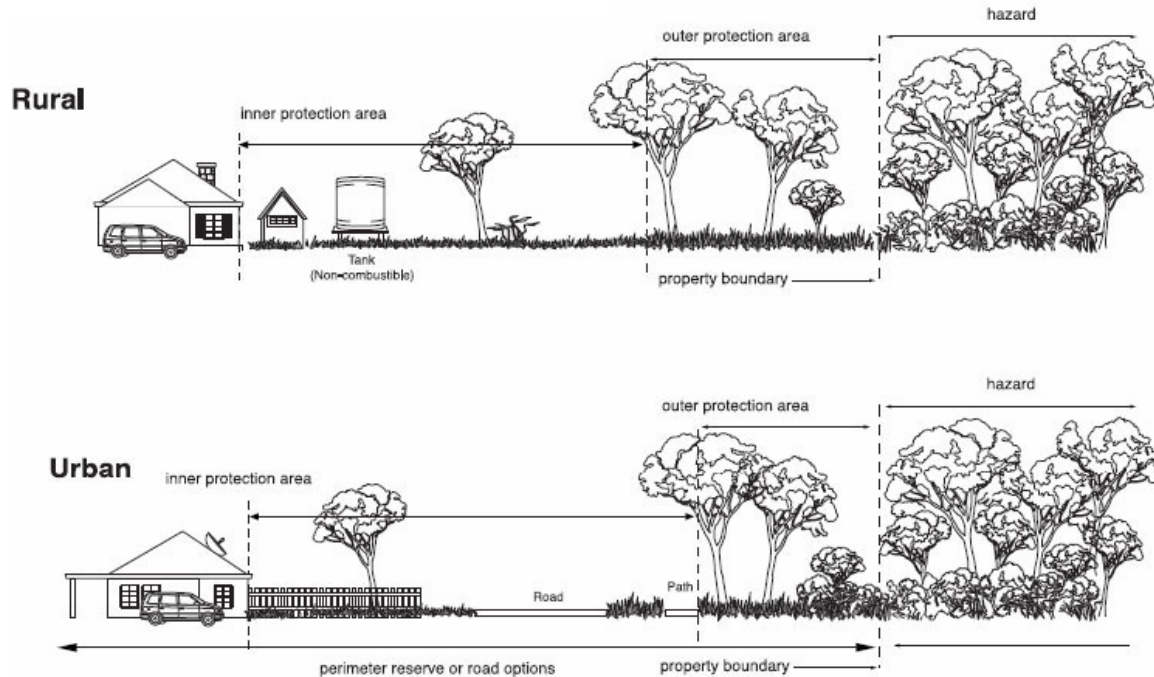 hazard
outer protection area
Rural
inner protection area
Tank
(Non-combustible)
property boundary
hazard
outer protection area
Urban
inner protection area
Path
Road
perimeter reserve or road options
property boundary